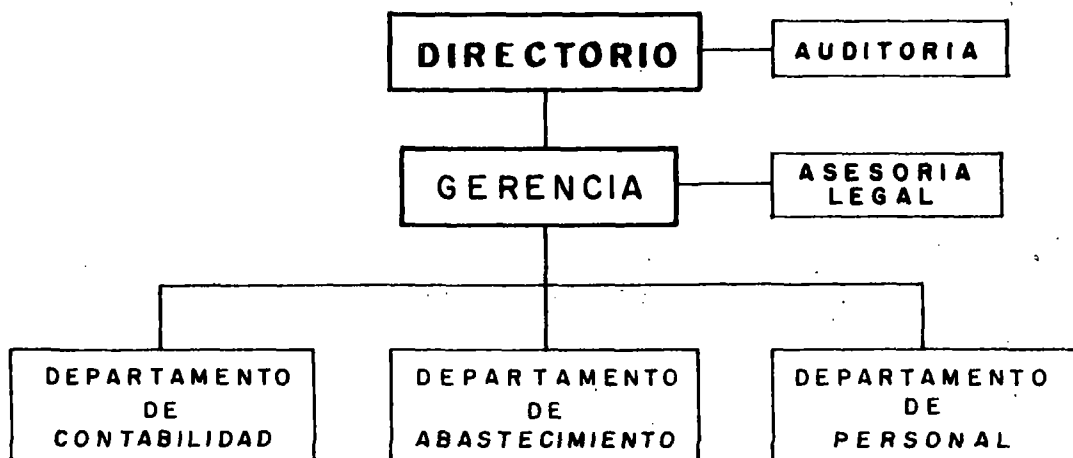 DIRECTORIO
AUDITORIA
GERENCIA
ASESORIA
LEGAL
DEPARTAMENTO
DE
CONTABILIDAD
DEPARTAMENTO
DE
ABASTECIMIENTO
DEPARTAMENTO
DE
PERSONAL